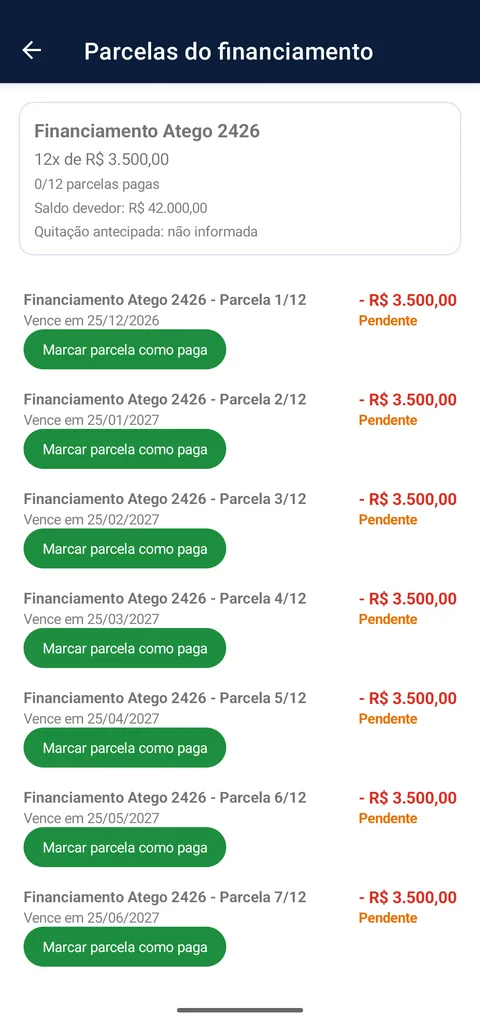 Parcelas do financiamento
Financiamento Atego 2426
12x de R$ 3.500,00
0/12 parcelas pagas
Saldo devedor: R$ 42.000,00
Quitação antecipada: não informada
Financiamento Atego 2426 - Parcela 1/12 - R$ 3.500,00
Vence em 25/12/2026 Pendente
Marcar parcela como paga
Financiamento Atego 2426 - Parcela 2/12 - R$ 3.500,00
Vence em 25/01/2027 Pendente
Marcar parcela como paga
Financiamento Atego 2426 - Parcela 3/12 - R$ 3.500,00
Vence em 25/02/2027 Pendente
Marcar parcela como paga
Financiamento Atego 2426 - Parcela 4/12 - R$ 3.500,00
Vence em 25/03/2027 Pendente
Marcar parcela como paga
Financiamento Atego 2426 - Parcela 5/12 - R$ 3.500,00
Vence em 25/04/2027 Pendente
Marcar parcela como paga
Financiamento Atego 2426 - Parcela 6/12 - R$ 3.500,00
Vence em 25/05/2027 Pendente
Marcar parcela como paga
Financiamento Atego 2426 - Parcela 7/12 - R$ 3.500,00
Vence em 25/06/2027 Pendente
Marcar parcela como paga